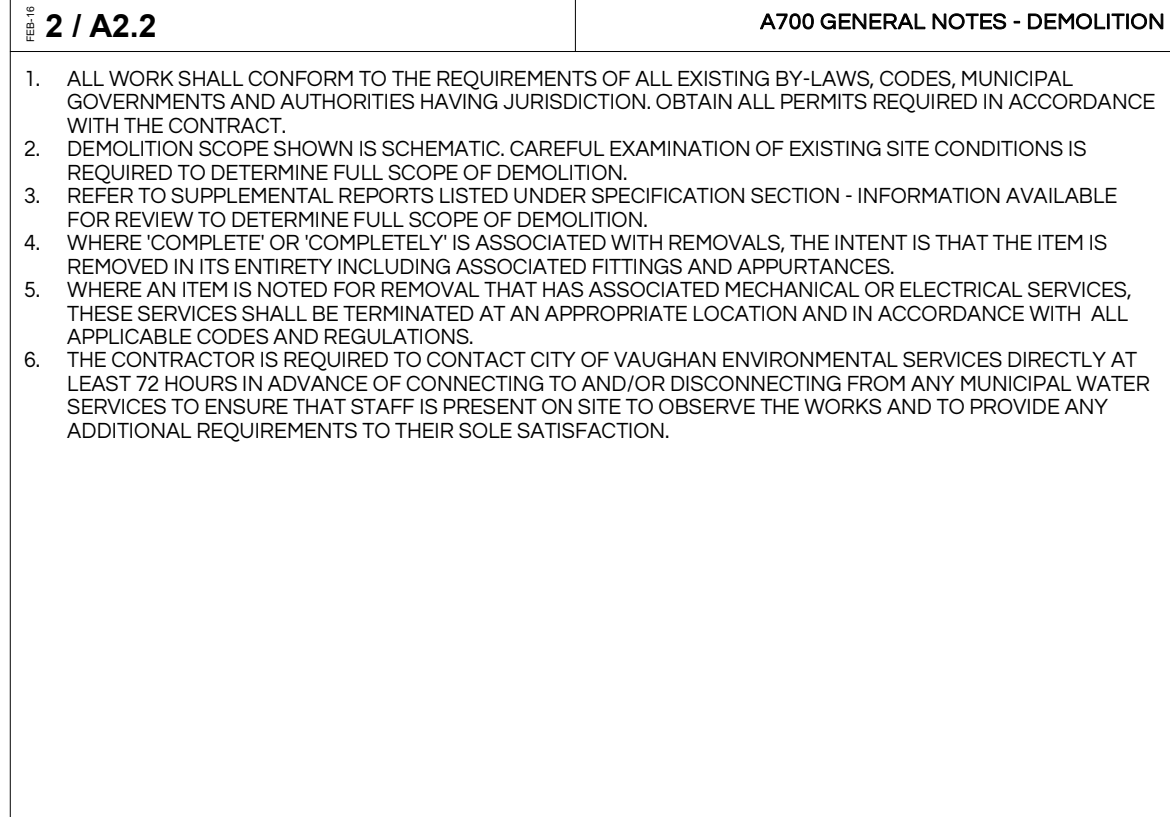 FEB-16
2 / A2.2
A700 GENERAL NOTES - DEMOLITION
1. ALL WORK SHALL CONFORM TO THE REQUIREMENTS OF ALL EXISTING BY-LAWS, CODES, MUNICIPAL
GOVERNMENTS AND AUTHORITIES HAVING JURISDICTION. OBTAIN ALL PERMITS REQUIRED IN ACCORDANCE
WITH THE CONTRACT.
2. DEMOLITION SCOPE SHOWN IS SCHEMATIC. CAREFUL EXAMINATION OF EXISTING SITE CONDITIONS IS
REQUIRED TO DETERMINE FULL SCOPE OF DEMOLITION.
3. REFER TO SUPPLEMENTAL REPORTS LISTED UNDER SPECIFICATION SECTION - INFORMATION AVAILABLE
FOR REVIEW TO DETERMINE FULL SCOPE OF DEMOLITION.
4. WHERE 'COMPLETE' OR 'COMPLETELY' IS ASSOCIATED WITH REMOVALS, THE INTENT IS THAT THE ITEM IS
REMOVED IN ITS ENTIRETY INCLUDING ASSOCIATED FITTINGS AND APPURTANCES.
5. WHERE AN ITEM IS NOTED FOR REMOVAL THAT HAS ASSOCIATED MECHANICAL OR ELECTRICAL SERVICES,
THESE SERVICES SHALL BE TERMINATED AT AN APPROPRIATE LOCATION AND IN ACCORDANCE WITH  ALL
APPLICABLE CODES AND REGULATIONS.
6. THE CONTRACTOR IS REQUIRED TO CONTACT CITY OF VAUGHAN ENVIRONMENTAL SERVICES DIRECTLY AT
LEAST 72 HOURS IN ADVANCE OF CONNECTING TO AND/OR DISCONNECTING FROM ANY MUNICIPAL WATER
SERVICES TO ENSURE THAT STAFF IS PRESENT ON SITE TO OBSERVE THE WORKS AND TO PROVIDE ANY
ADDITIONAL REQUIREMENTS TO THEIR SOLE SATISFACTION.